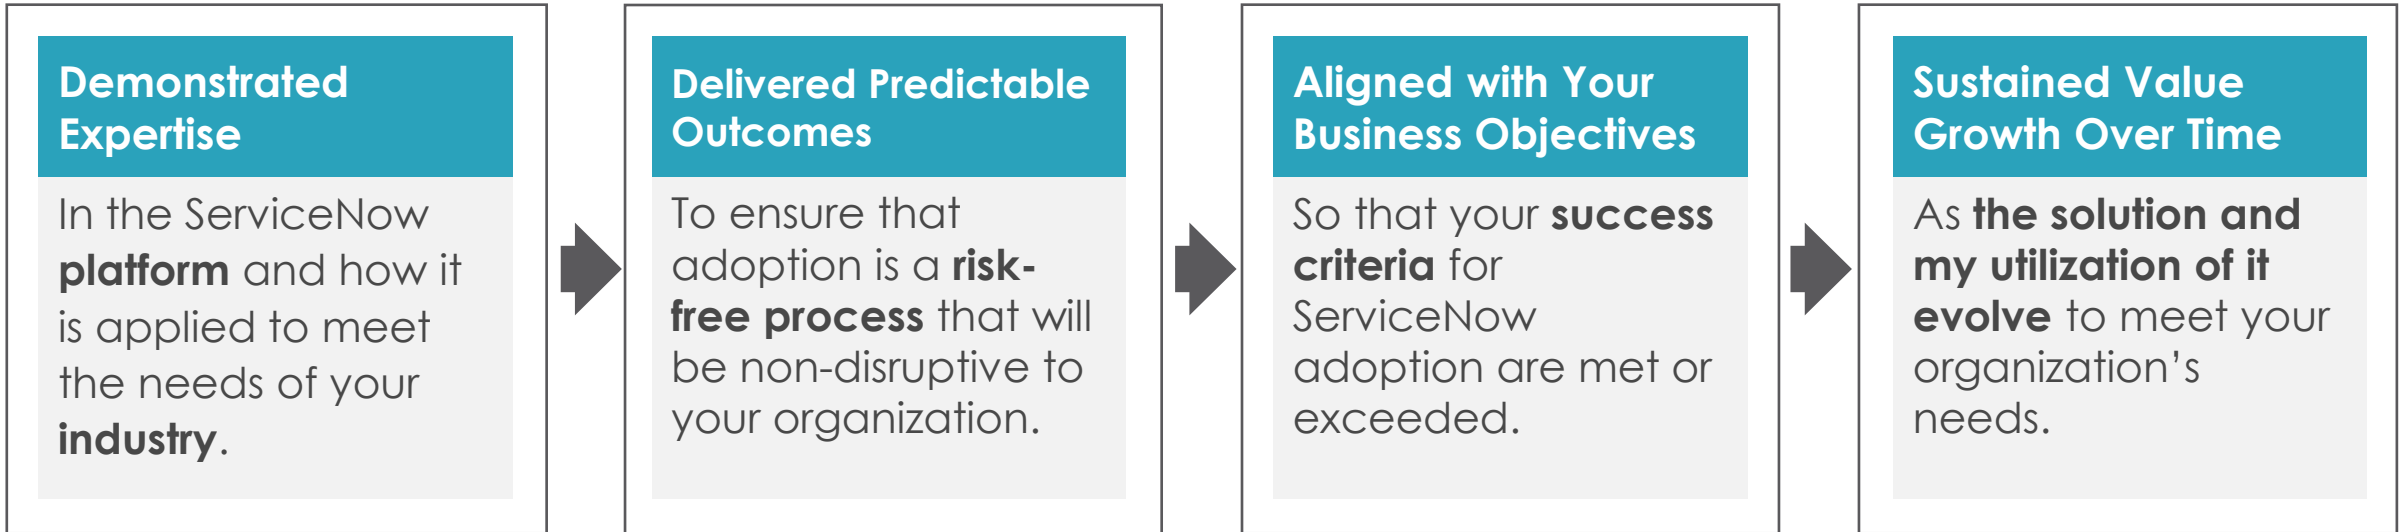 Demonstrated
Expertise
In the ServiceNow
platform and how it
is applied to meet
the needs of your
industry.
Delivered Predictable
Outcomes
To ensure that
adoption is a risk-
free process that will
be non-disruptive to
your organization.
Aligned with Your
Business Objectives
So that your success
criteria for
ServiceNow
adoption are met or
exceeded.
Sustained Value
Growth Over Time
As the solution and
my utilization of it
evolve to meet your
organization’s
needs.